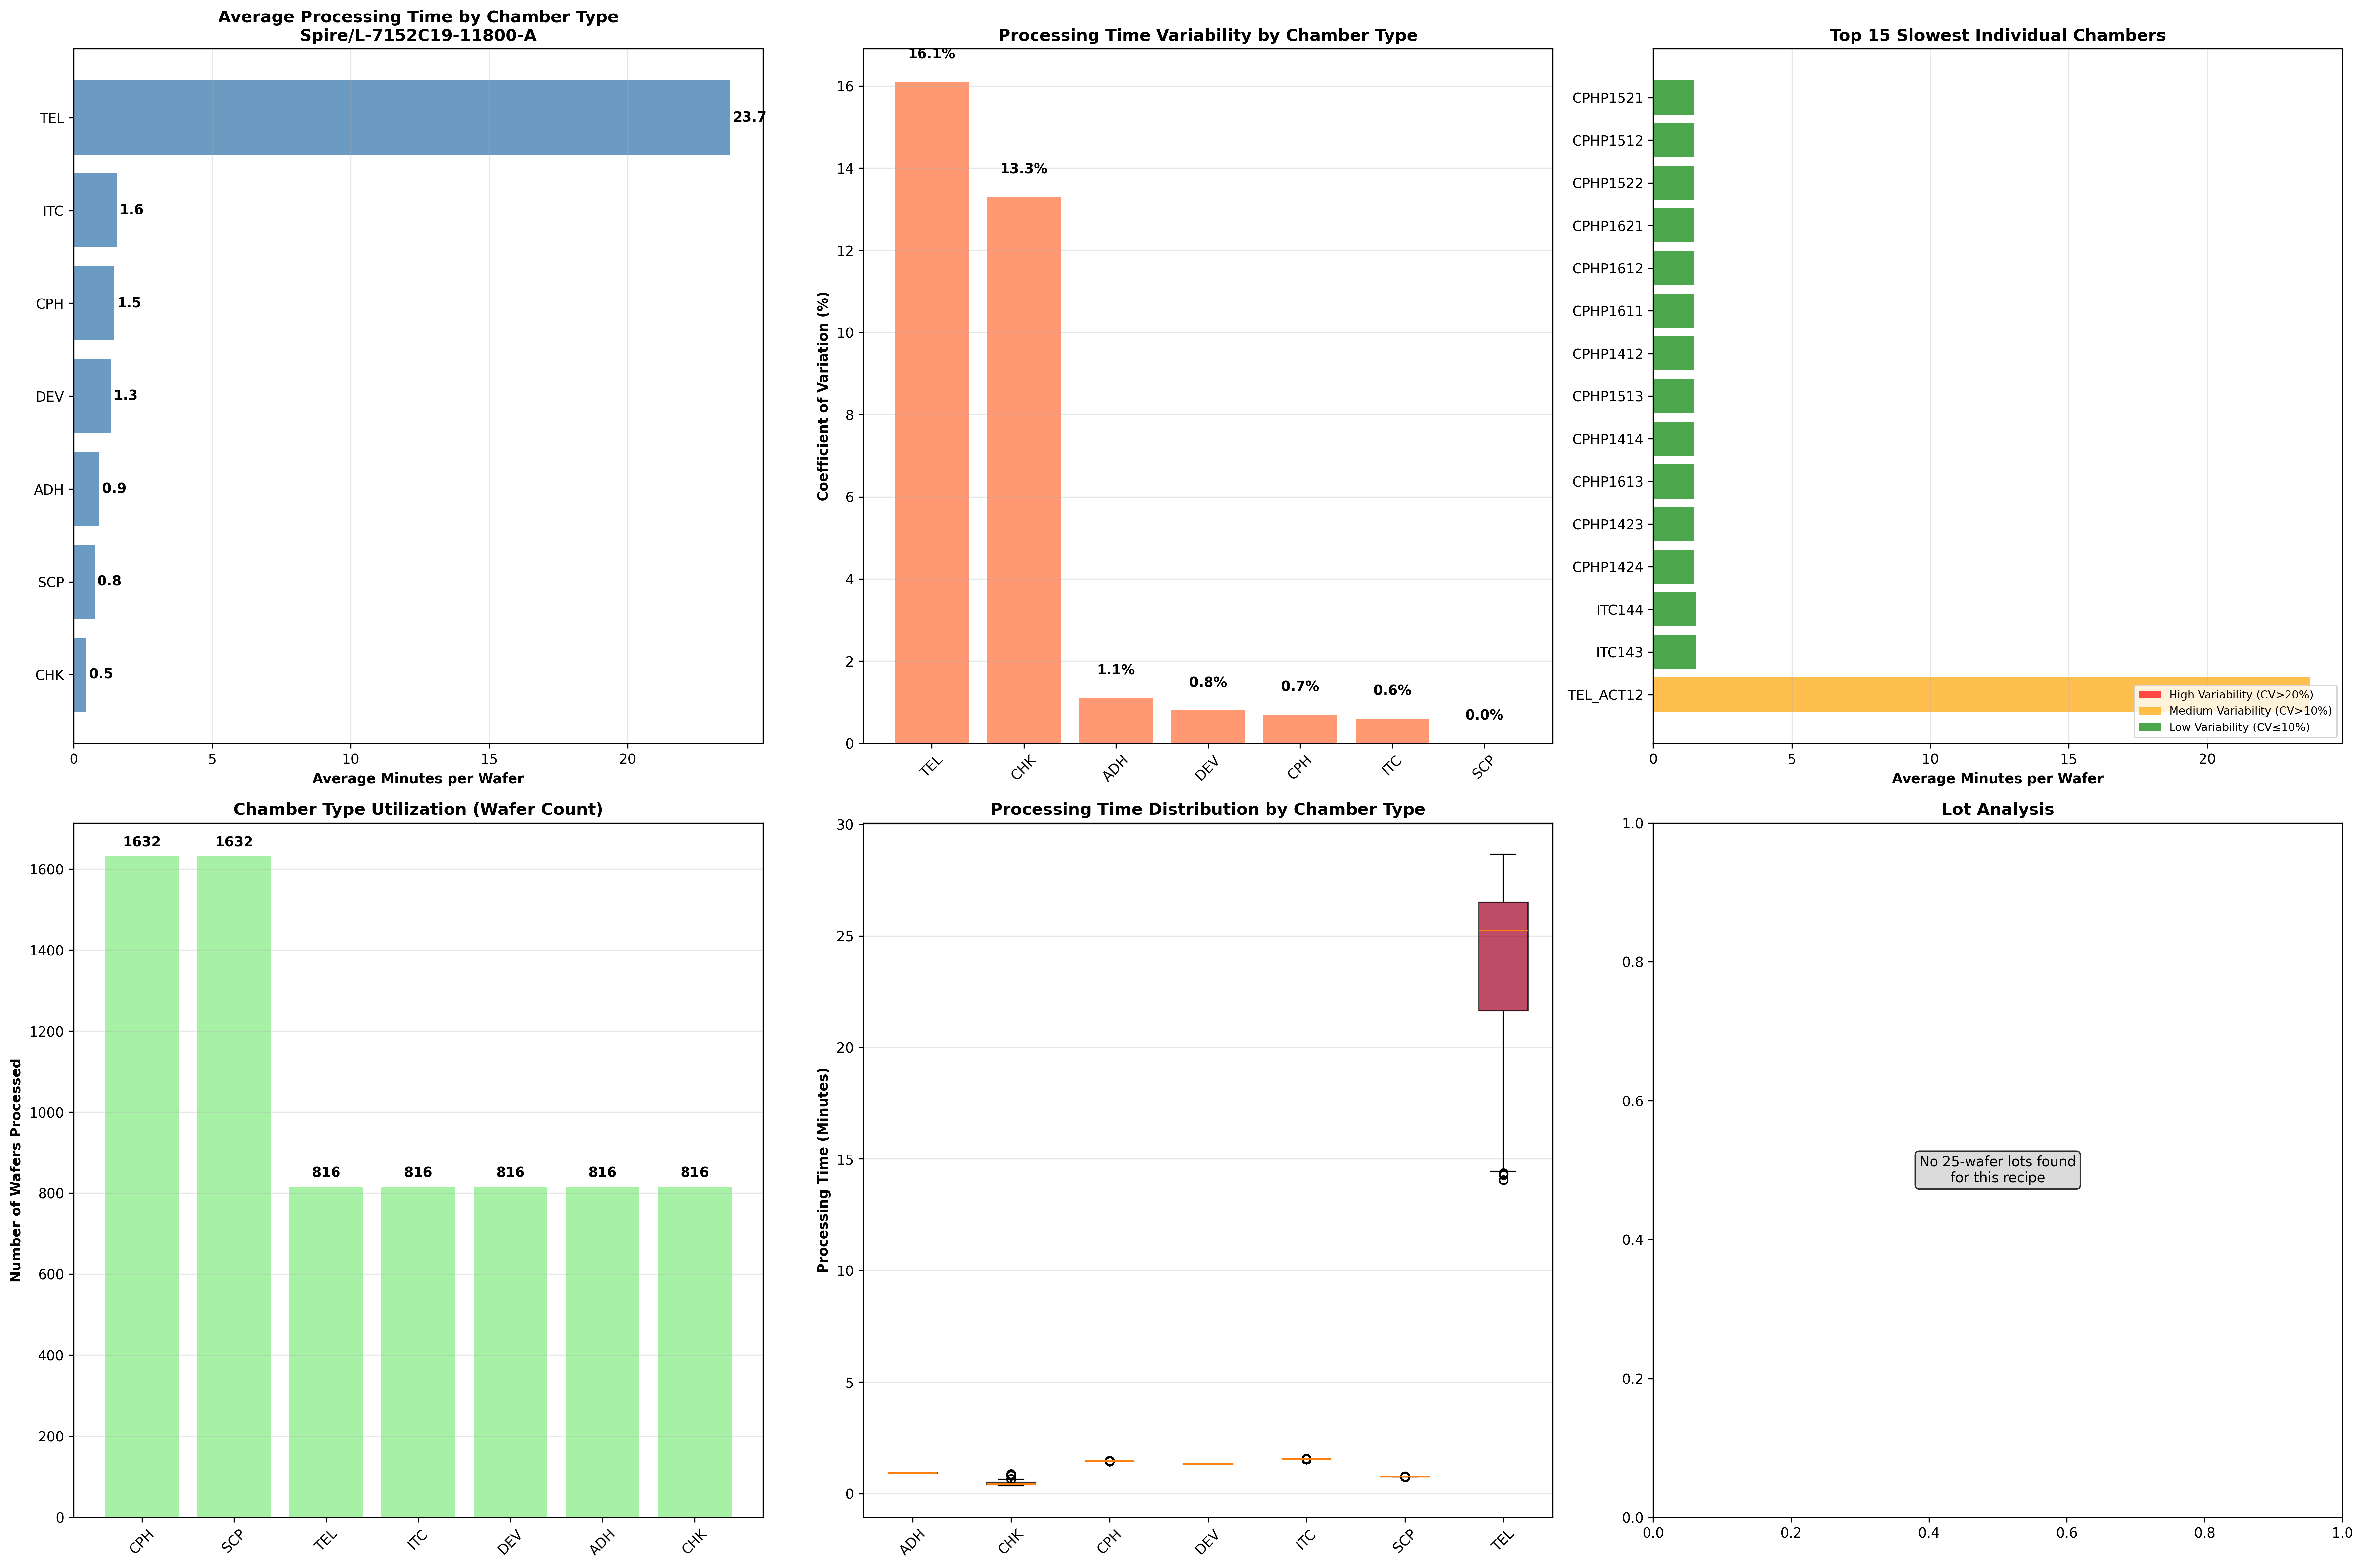 Average Processing Time by Chamber Type
Spire/L-7152C19-11800-A
TEL
23.7
ITC
1.6
CPH
1.5
DEV
1.3
ADH
0.9
SCP
0.8
CHK
0.5
0 5 10 15 20
Average Minutes per Wafer
Processing Time Variability by Chamber Type
Coefficient of Variation (%)
16
14
12
10
8
6
4
2
0
16.1%
13.3%
1.1%
0.8%
0.7%
0.6%
0.0%
TEL CHK ADH DEV CPH ITC SCP
Top 15 Slowest Individual Chambers
CPHP1521
CPHP1512
CPHP1522
CPHP1621
CPHP1612
CPHP1611
CPHP1412
CPHP1513
CPHP1414
CPHP1613
CPHP1423
CPHP1424
ITC144
ITC143
TEL_ACT12
High Variability (CV>20%)
Medium Variability (CV>10%)
Low Variability (CV≤10%)
0 5 10 15 20
Average Minutes per Wafer
Chamber Type Utilization (Wafer Count)
Number of Wafers Processed
1600
1400
1200
1000
800
600
400
200
0
1632 1632 816 816 816 816 816
CPH SCP TEL ITC DEV ADH CHK
Processing Time Distribution by Chamber Type
Processing Time (Minutes)
30
25
20
15
10
5
0
ADH CHK CPH DEV ITC SCP TEL
Lot Analysis
1.0
0.8
0.6
0.4
0.2
0.0
No 25-wafer lots found
for this recipe
0.0 0.2 0.4 0.6 0.8 1.0